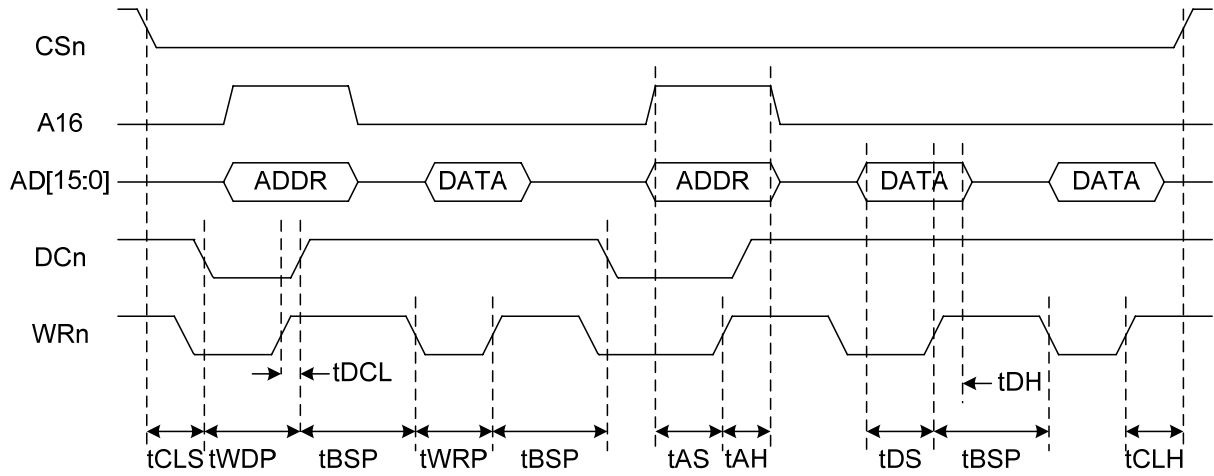 CSn
A16
AD[15:0] ADDR DATA ADDR DATA DATA
DCn
WRn
tDCL tDH
tCLS tWDP tBSP tWRP tBSP tAS tAH tDS tBSP tCLH